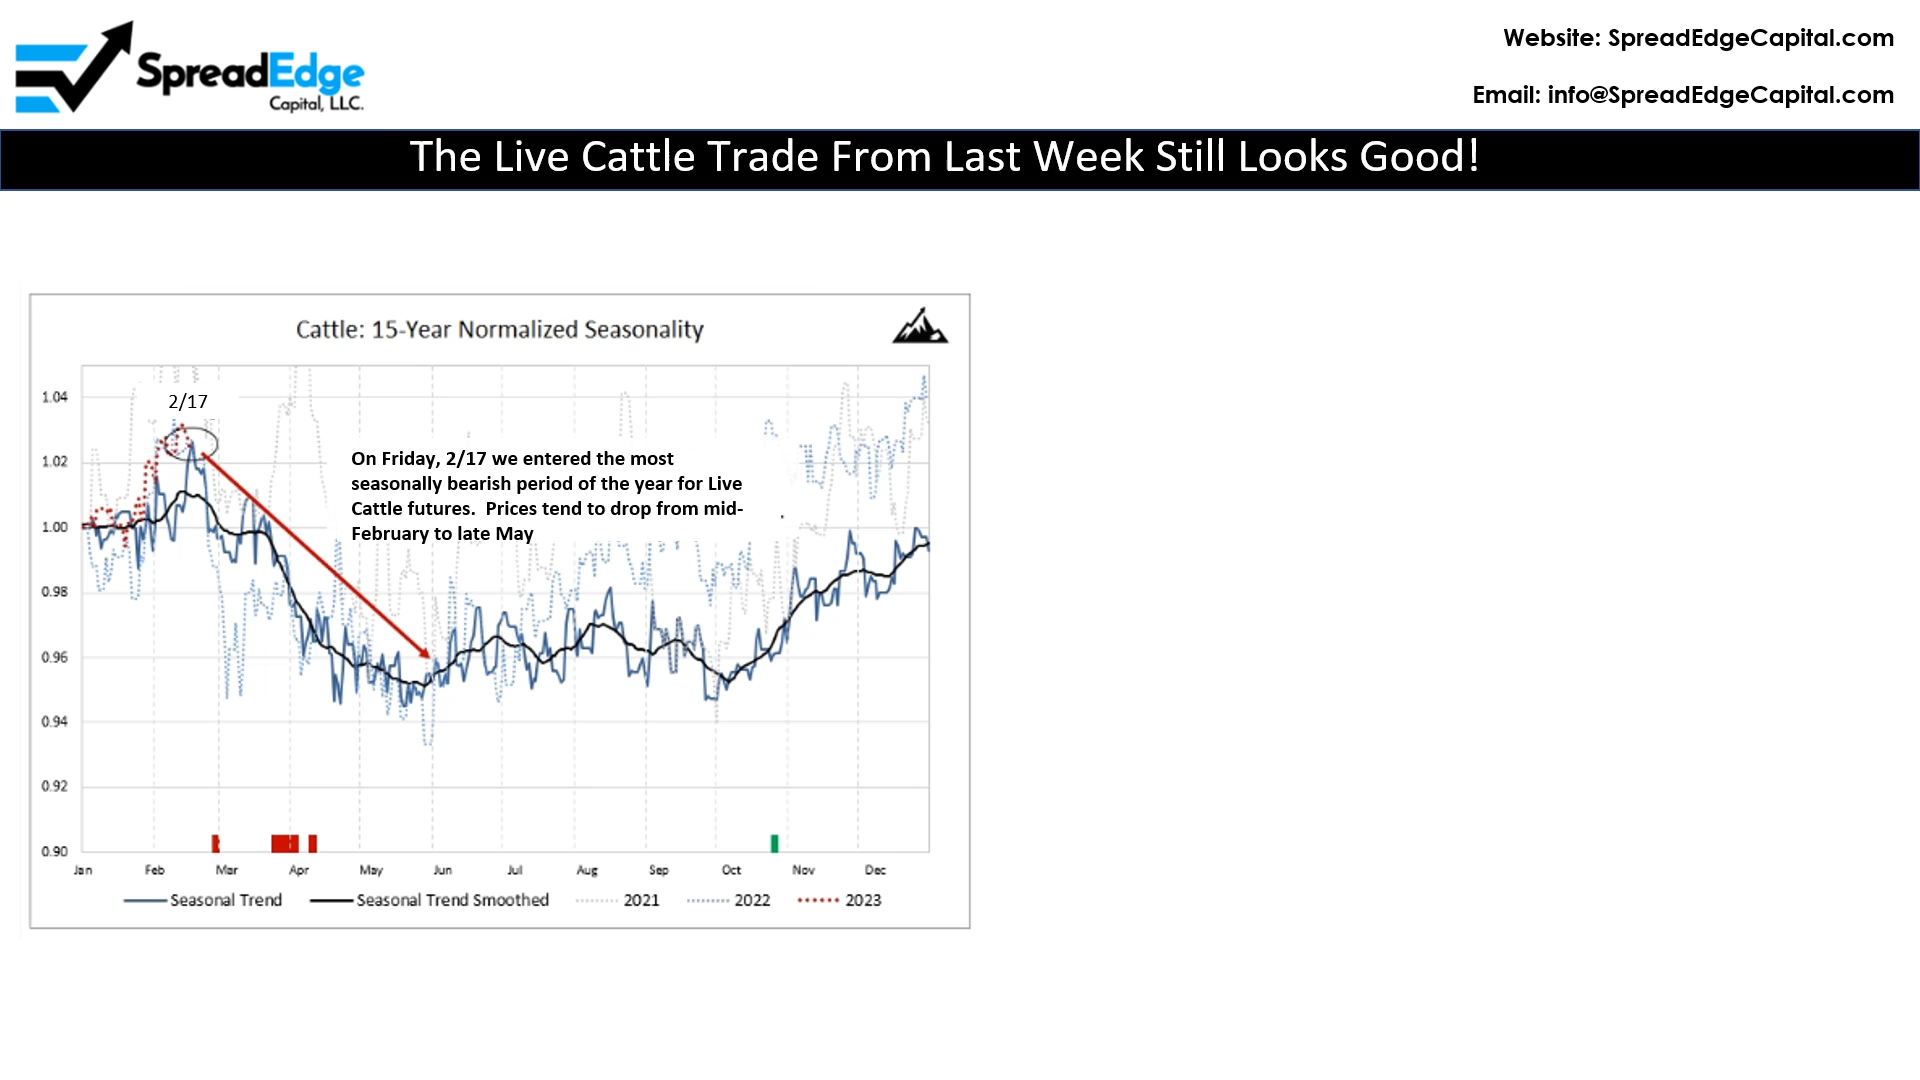 SpreadEdge
Capital, LLC.
Website: SpreadEdgeCapital.com
Email: info@SpreadEdgeCapital.com
The Live Cattle Trade From Last Week Still Looks Good!
Cattle: 15-Year Normalized Seasonality
1.04
1.02
1.00
0.98
0.96
0.94
0.92
0.90
2/17
On Friday, 2/17 we entered the most
seasonally bearish period of the year for Live
Cattle futures. Prices tend to drop from mid-
February to late May
Jan Feb Mar Apr May Jun Jul Aug Sep Oct Nov Dec
Seasonal Trend Seasonal Trend Smoothed 2021 2022 2023